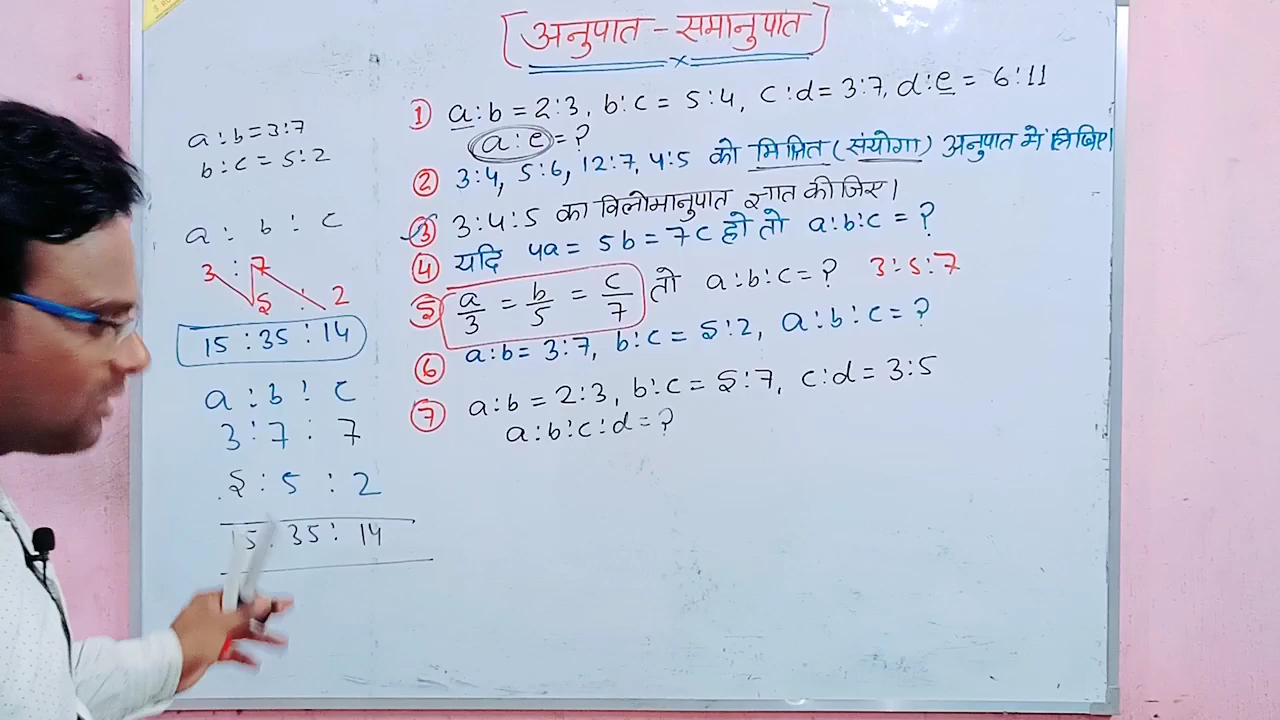 [अनुपात - समानुपात]
① a:b = 2:3, b:c = 5:4, c:d = 3:7, d:e = 6:11
a:e = ?
② 3:4, 5:6, 12:7, 4:5 को मिश्रित (संयोगा) अनुपात में लिखिए।
③ 3:4:5 का विलोमानुपात ज्ञात कीजिए।
④ यदि 4a = 5b = 7c हो तो a:b:c = ?
⑤ a/3 = b/5 = c/7 तो a:b:c = ? 3:5:7
⑥ a:b = 3:7, b:c = 5:2, a:b:c = ?
⑦ a:b = 2:3, b:c = 5:7, c:d = 3:5
a:b:c:d = ?
a:b = 3:7
b:c = 5:2
a : b : c
3 : 7
5 : 2
15 : 35 : 14
a : b : c
3 : 7 : 7
5 : 5 : 2
15 : 35 : 14